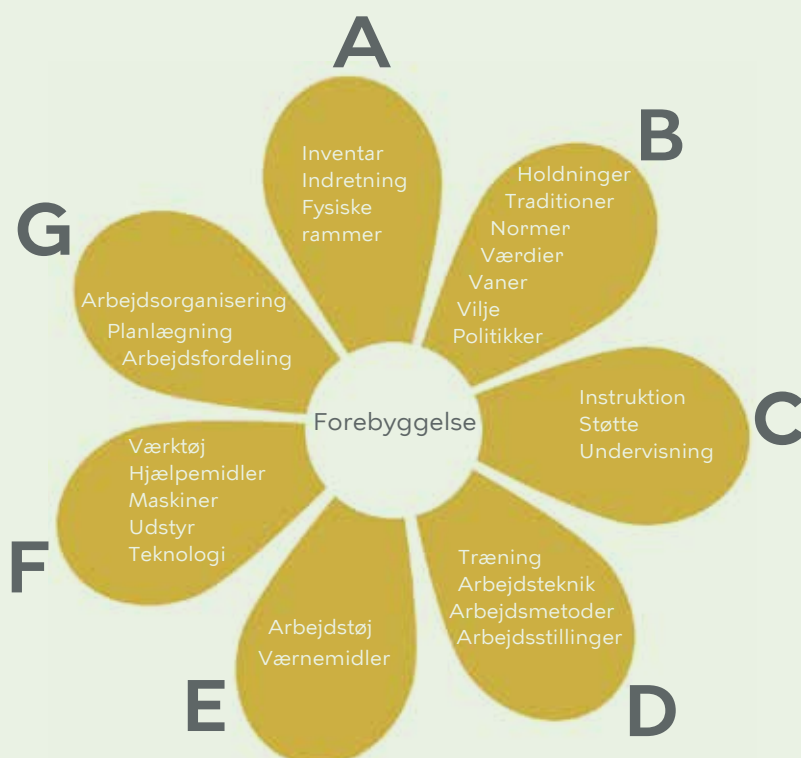 A
Inventar
Indretning
Fysiske
rammer
B
Holdninger
Traditioner
Normer
Værdier
Vaner
Vilje
Politikker
C
Instruktion
Støtte
Undervisning
D
Træning
Arbejdsteknik
Arbejdsmetoder
Arbejdsstillinger
E
Arbejdstøj
Værnemidler
F
Værktøj
Hjælpemidler
Maskiner
Udstyr
Teknologi
G
Arbejdsorganisering
Planlægning
Arbejdsfordeling
Forebyggelse